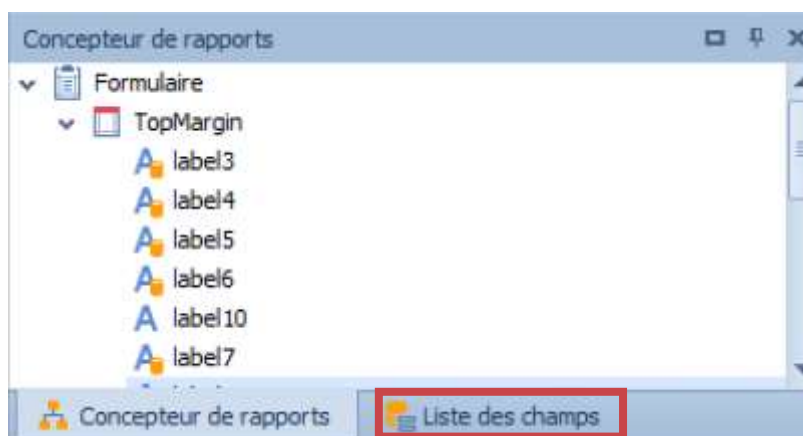 Concepteur de rapports
Formulaire
TopMargin
label3
label4
label5
label6
label10
label7
Concepteur de rapports
Liste des champs